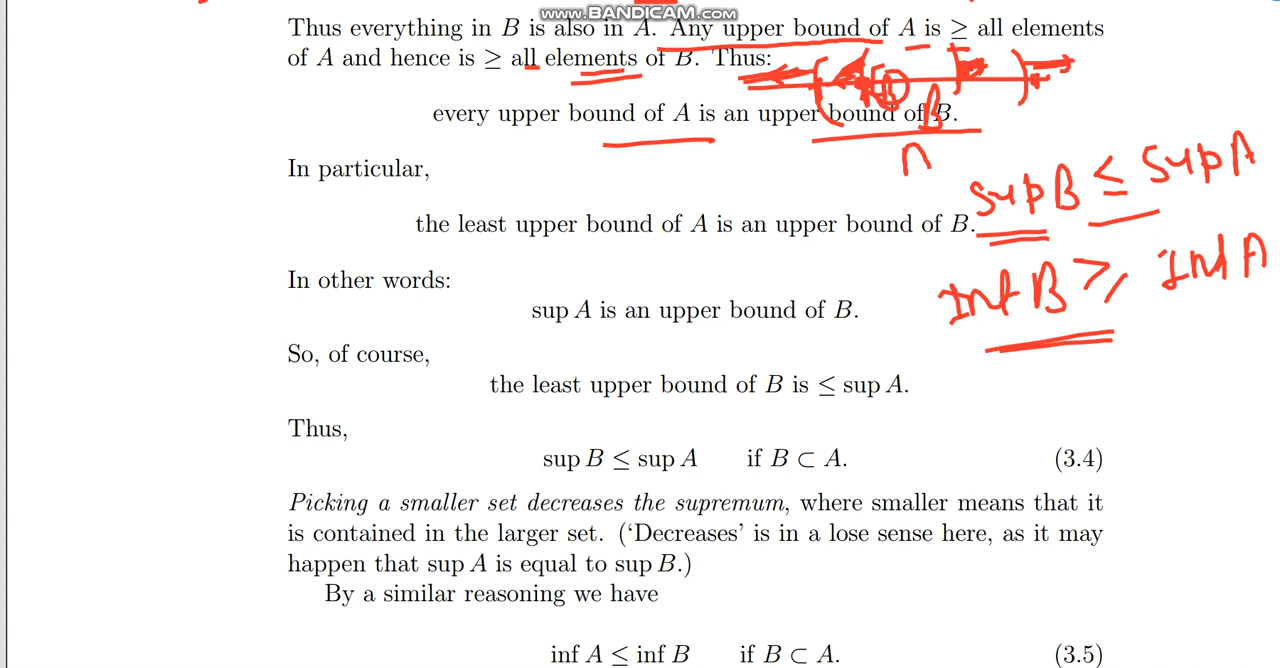 www.BANDICAM.com
Thus everything in B is also in A. Any upper bound of A is ≥ all elements
of A and hence is ≥ all elements of B. Thus:
B
every upper bound of A is an upper bound of B.
In particular,
sup B ≤ sup A
the least upper bound of A is an upper bound of B.
Inf B ≥ Inf A
In other words:
sup A is an upper bound of B.
So, of course,
the least upper bound of B is ≤ sup A.
Thus,
sup B ≤ sup A if B ⊂ A. (3.4)
Picking a smaller set decreases the supremum, where smaller means that it
is contained in the larger set. (‘Decreases’ is in a lose sense here, as it may
happen that sup A is equal to sup B.)
By a similar reasoning we have
inf A ≤ inf B if B ⊂ A. (3.5)